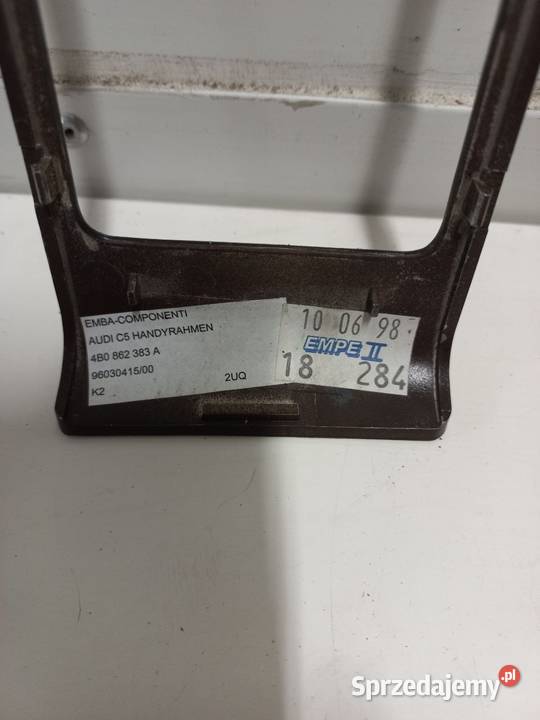 EMBA-COMPONENTI
AUDI C5 HANDYRAHMEN
4B0 862 383 A
96030415/00
K2 2UQ
10 06 98
EMPE II
18 284
Sprzedajemy.pl